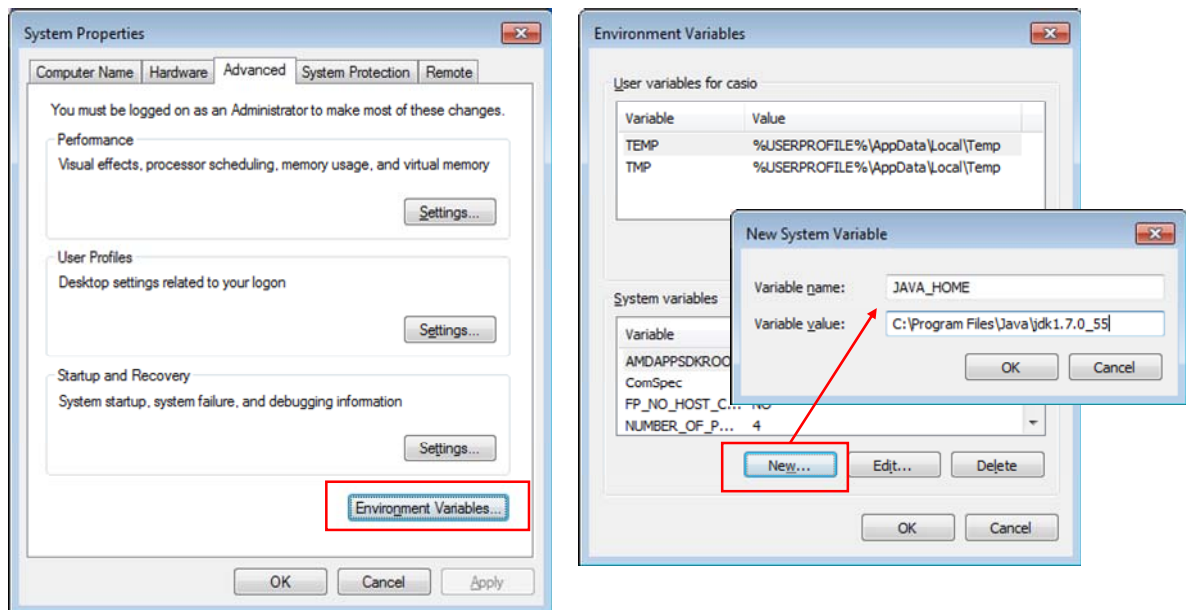 System Properties
Computer Name Hardware Advanced System Protection Remote
You must be logged on as an Administrator to make most of these changes.
Performance
Visual effects, processor scheduling, memory usage, and virtual memory
Settings...
User Profiles
Desktop settings related to your logon
Settings...
Startup and Recovery
System startup, system failure, and debugging information
Settings...
Environment Variables...
OK Cancel Apply
Environment Variables
User variables for casio
Variable Value
TEMP %USERPROFILE%\AppData\Local\Temp
TMP %USERPROFILE%\AppData\Local\Temp
System variables
Variable
AMDAPPSDKROO
ComSpec
FP_NO_HOST_C... NO
NUMBER_OF_P... 4
New... Edit... Delete
OK Cancel
New System Variable
Variable name: JAVA_HOME
Variable value: C:\Program Files\Java\jdk1.7.0_55
OK Cancel